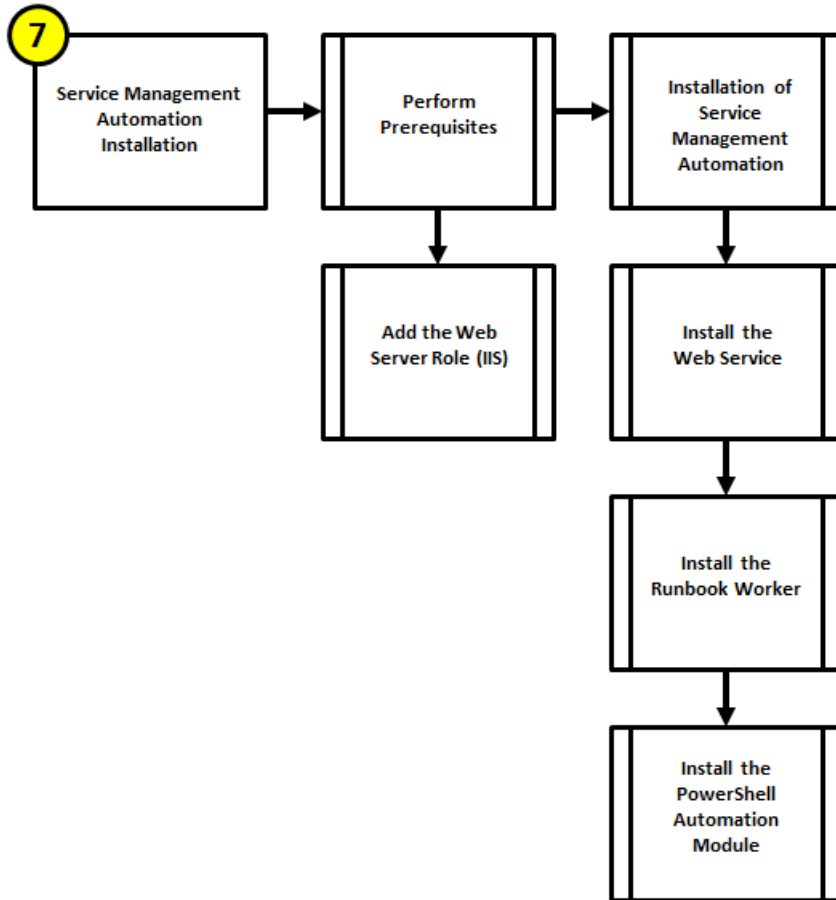 7
Service Management
Automation
Installation
Perform
Prerequisites
Installation of
Service
Management
Automation
Add the Web
Server Role (IIS)
Install the
Web Service
Install the
Runbook Worker
Install the
PowerShell
Automation
Module